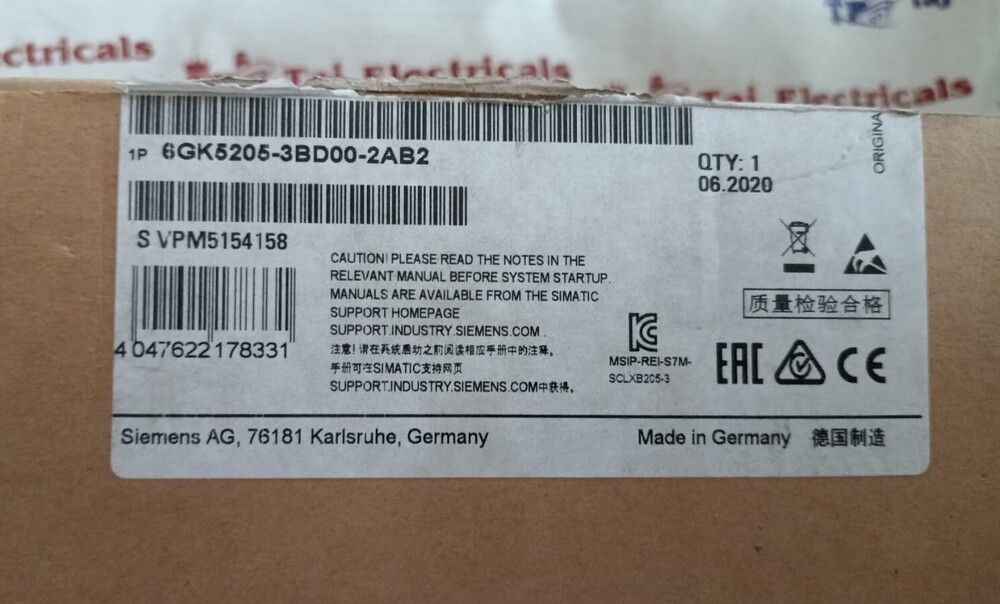 ctricals
Taj Electricals
Taj Electricals
1P 6GK5205-3BD00-2AB2
QTY: 1
06.2020
ORIGINA
S VPM5154158
CAUTION! PLEASE READ THE NOTES IN THE
RELEVANT MANUAL BEFORE SYSTEM STARTUP.
MANUALS ARE AVAILABLE FROM THE SIMATIC
SUPPORT HOMEPAGE
SUPPORT.INDUSTRY.SIEMENS.COM .
注意! 请在系统启动之前阅读相应手册中的注释。
手册可在SIMATIC支持网页
SUPPORT.INDUSTRY.SIEMENS.COM中获得。
4 047622 178331
质量检验合格
MSIP-REI-S7M-
SCLXB205-3
EAC
CE
Siemens AG, 76181 Karlsruhe, Germany
Made in Germany 德国制造